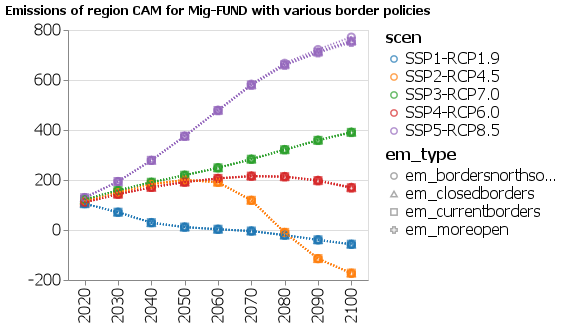 Emissions of region CAM for Mig-FUND with various border policies
800
600
400
200
0
-200
2020
2030
2040
2050
2060
2070
2080
2090
2100
scen
SSP1-RCP1.9
SSP2-RCP4.5
SSP3-RCP7.0
SSP4-RCP6.0
SSP5-RCP8.5
em_type
em_bordersnorthso...
em_closedborders
em_currentborders
em_moreopen